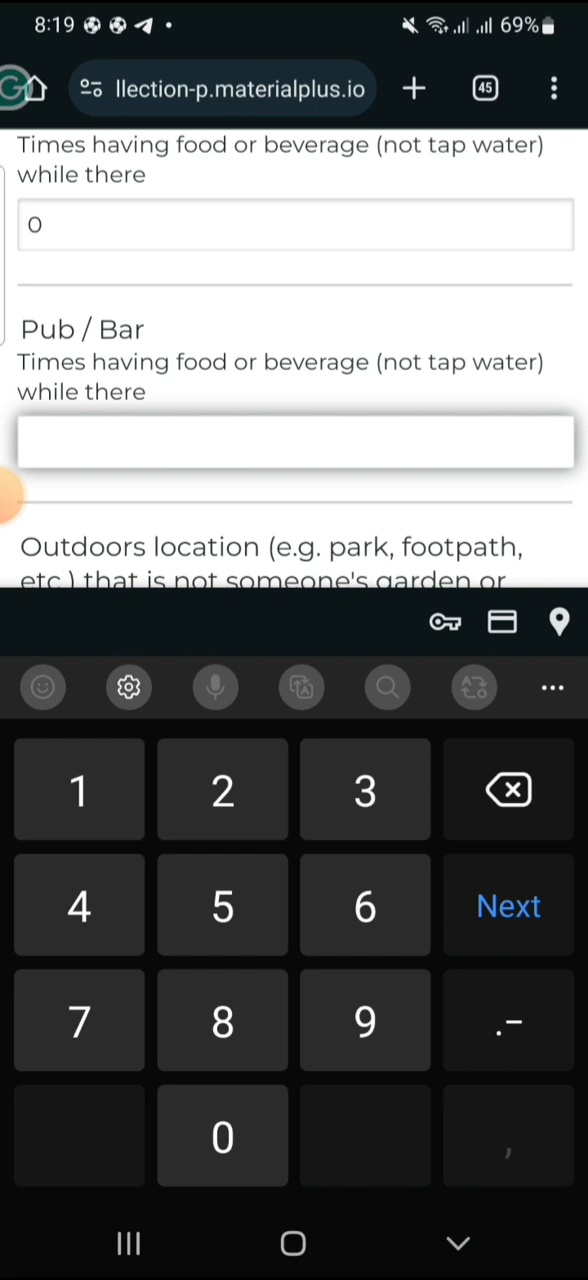 8:19
69%
llection-p.materialplus.io
45
Times having food or beverage (not tap water)
while there
0
Pub / Bar
Times having food or beverage (not tap water)
while there
Outdoors location (e.g. park, footpath,
etc.) that is not someone's garden or
1 2 3
4 5 6 Next
7 8 9 .-
0 ,